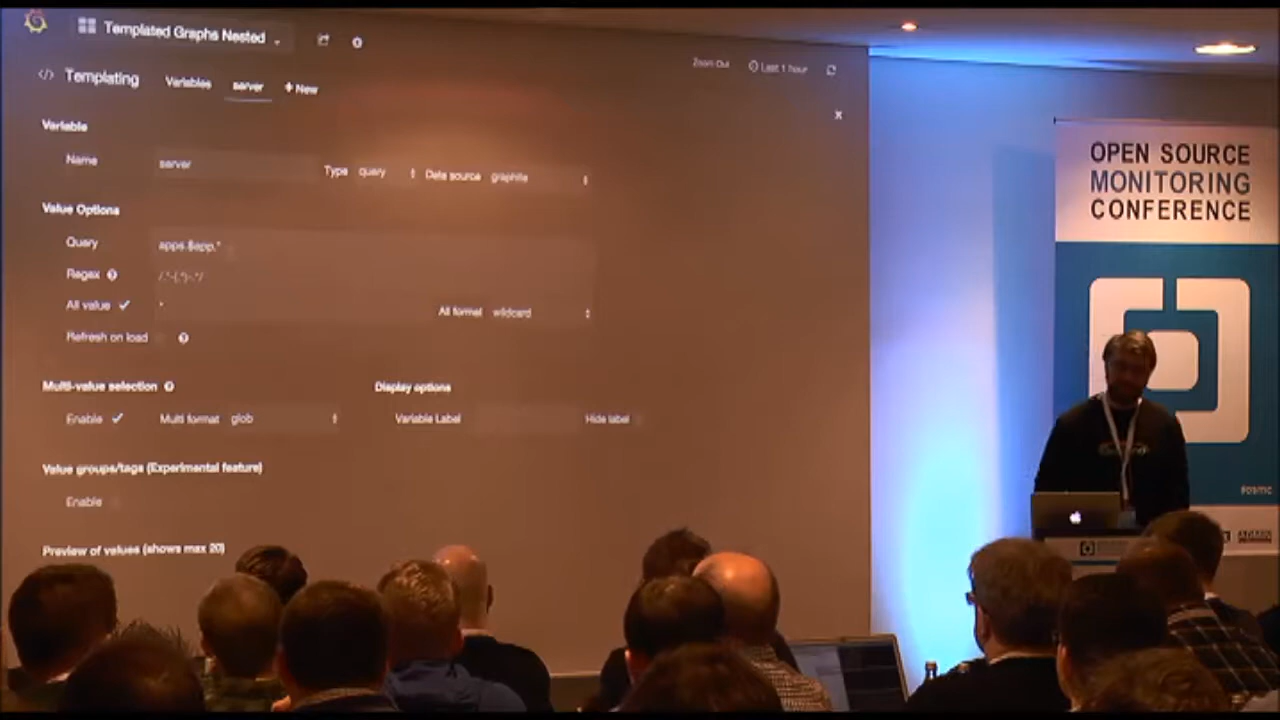 Templated Graphs Nested
Zoom Out Last 1 hour
</> Templating Variables server + New
x
Variable
Name server Type query Data source graphite
Value Options
Query apps.$app.*
Regex
All value * All format wildcard
Refresh on load
Multi-value selection Display options
Enable Multi format glob Variable Label Hide label
Value groups/tags (Experimental feature)
Enable
Preview of values (shows max 20)
OPEN SOURCE
MONITORING
CONFERENCE
#osmc
ADMIN